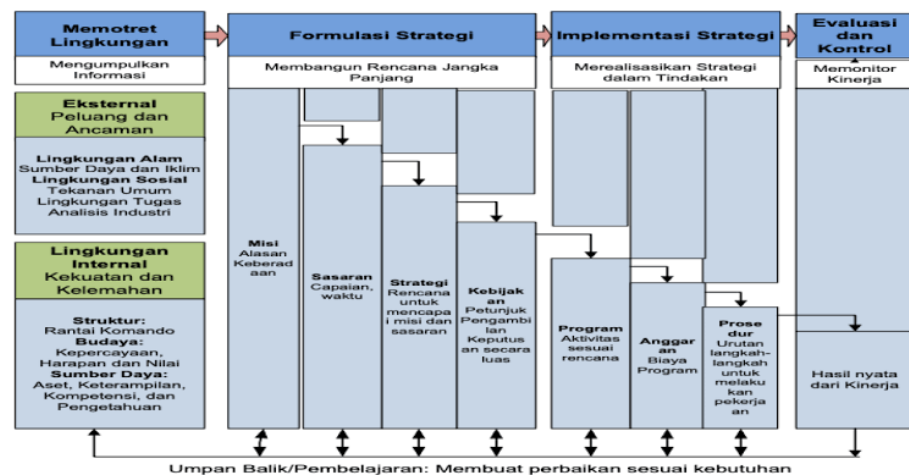 Memotret
Lingkungan
Mengumpulkan
Informasi
Eksternal
Peluang dan
Ancaman
Lingkungan Alam
Sumber Daya dan Iklim
Lingkungan Sosial
Tekanan Umum
Lingkungan Tugas
Analisis Industri
Lingkungan
Internal
Kekuatan dan
Kelemahan
Struktur:
Rantai Komando
Budaya:
Kepercayaan,
Harapan dan Nilai
Sumber Daya:
Aset, Keterampilan,
Kompetensi, dan
Pengetahuan
Formulasi Strategi
Membangun Rencana Jangka
Panjang
Misi
Alasan
Keberad
aan
Sasaran
Capaian,
waktu
Strategi
Rencana
untuk
mencapa
i misi dan
sasaran
Kebijak
an
Petunjuk
Pengambi
lan
Keputus
an secara
luas
Implementasi Strategi
Merealisasikan Strategi
dalam Tindakan
Program
Aktivitas
sesuai
rencana
Anggar
an
Biaya
Program
Prose
dur
Urutan
langkah-
langkah
untuk
melaku
kan
pekerja
an
Evaluasi
dan
Kontrol
Memonitor
Kinerja
Hasil nyata
dari Kinerja
Umpan Balik/Pembelajaran: Membuat perbaikan sesuai kebutuhan